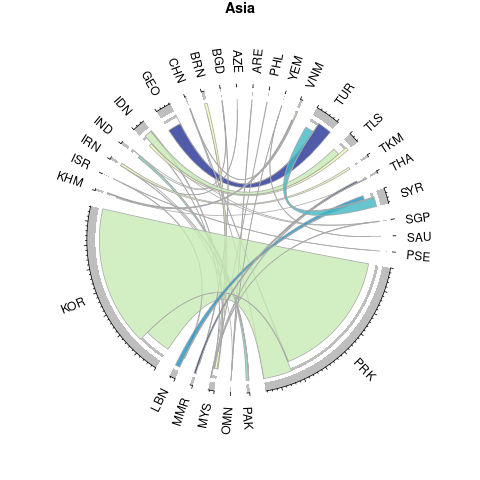 Asia
CHN
BRN
BGD
AZE
ARE
PHL
YEM
VNM
GEO
TUR
IDN
TLS
IND
TKM
IRN
THA
ISR
SYR
KHM
SGP
SAU
PSE
KOR
PRK
LBN
MMR
MYS
OMN
PAK